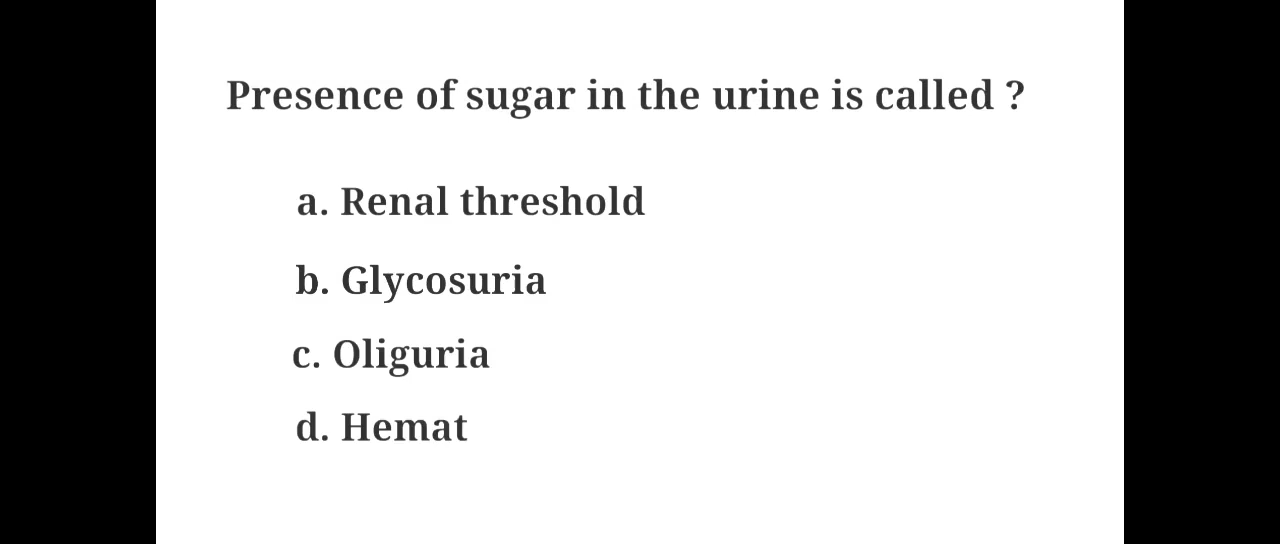 Presence of sugar in the urine is called ?
a. Renal threshold
b. Glycosuria
c. Oliguria
d. Hemat